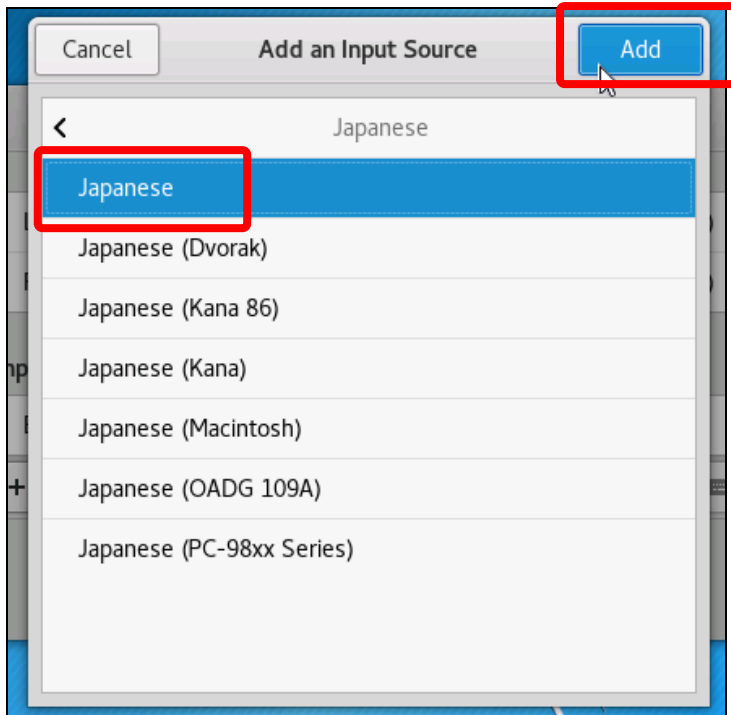 Cancel Add an Input Source Add
Japanese
Japanese
Japanese (Dvorak)
Japanese (Kana 86)
Japanese (Kana)
Japanese (Macintosh)
Japanese (OADG 109A)
Japanese (PC-98xx Series)